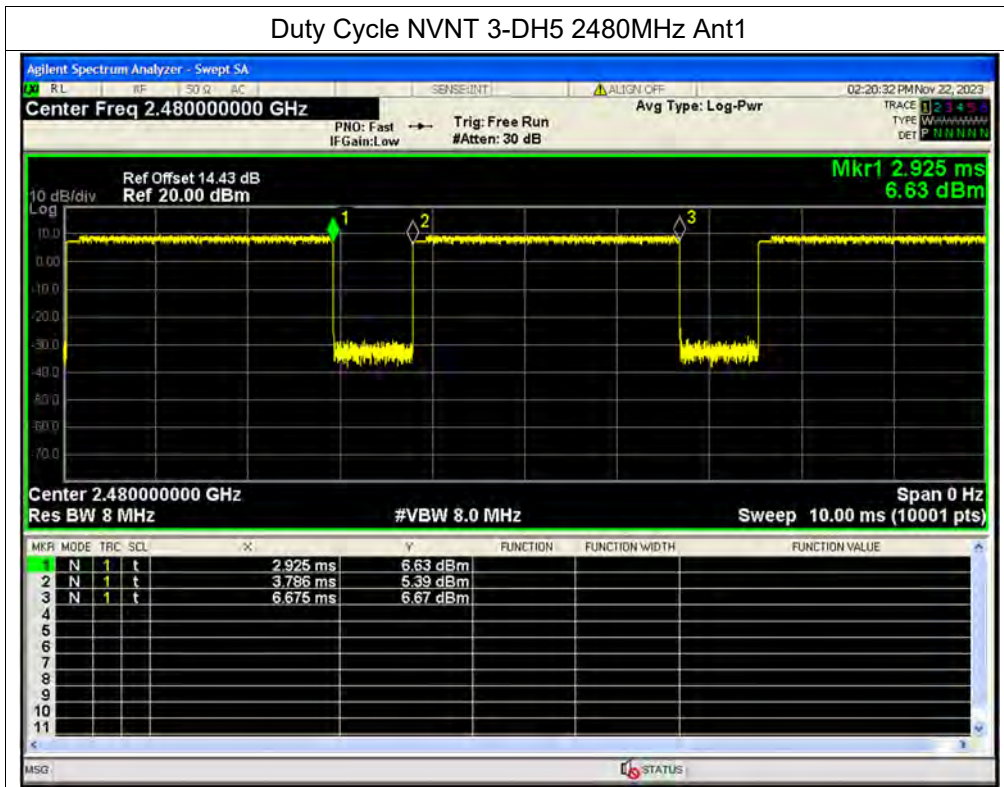 Duty Cycle NVNT 3-DH5 2480MHz Ant1
Agilent Spectrum Analyzer - Swept SA
RL RF 50 Ω AC SENSE:INT ALIGN OFF 02:20:32 PM Nov 22, 2023
Center Freq 2.480000000 GHz
PNO: Fast
IFGain:Low
Trig: Free Run
#Atten: 30 dB
Avg Type: Log-Pwr
TRACE 1 2 3 4 5 6
TYPE W
DET P N N N N N
Mkr1 2.925 ms
6.63 dBm
Ref Offset 14.43 dB
10 dB/div Ref 20.00 dBm
Log
10.0
0.00
-10.0
-20.0
-30.0
-40.0
-50.0
-60.0
-70.0
1
2
3
Center 2.480000000 GHz Span 0 Hz
Res BW 8 MHz #VBW 8.0 MHz Sweep 10.00 ms (10001 pts)
MKR MODE TRC SCL X Y FUNCTION FUNCTION WIDTH FUNCTION VALUE
1 N 1 t 2.925 ms 6.63 dBm
2 N 1 t 3.786 ms 5.39 dBm
3 N 1 t 6.675 ms 6.67 dBm
4
5
6
7
8
9
10
11
MSG STATUS